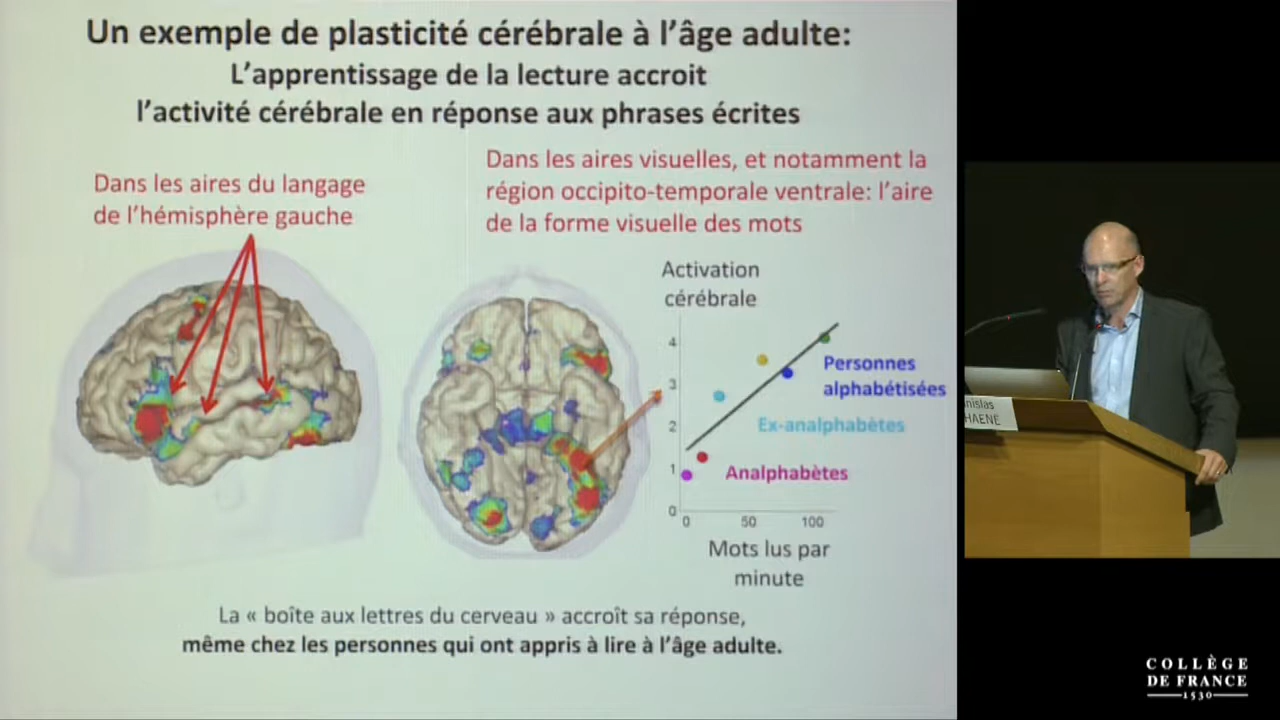 Un exemple de plasticité cérébrale à l'âge adulte:
L'apprentissage de la lecture accroit
l'activité cérébrale en réponse aux phrases écrites
Dans les aires du langage
de l'hémisphère gauche
Dans les aires visuelles, et notamment la
région occipito-temporale ventrale: l'aire
de la forme visuelle des mots
Activation
cérébrale
4
3
2
1
0
0 50 100
Personnes
alphabétisées
Ex-analphabètes
Analphabètes
Mots lus par
minute
La « boîte aux lettres du cerveau » accroît sa réponse,
même chez les personnes qui ont appris à lire à l'âge adulte.
nislas
HAENE
COLLÈGE
DE FRANCE
1530